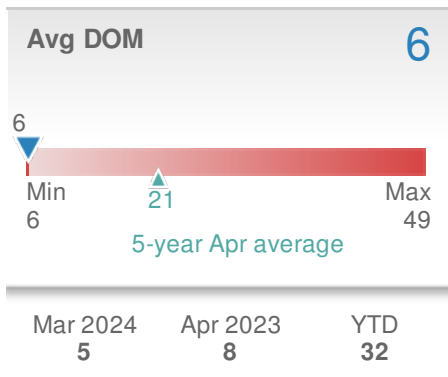 Avg DOM 6
6
Min Max
6 21 49
5-year Apr average
Mar 2024 Apr 2023 YTD
5 8 32